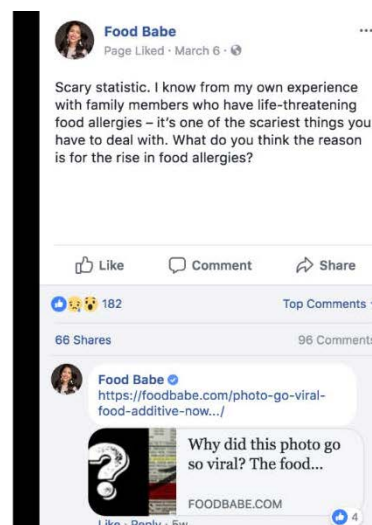 Food Babe
Page Liked · March 6 ·
Scary statistic. I know from my own experience
with family members who have life-threatening
food allergies – it's one of the scariest things you
have to deal with. What do you think the reason
is for the rise in food allergies?
Like Comment Share
182 Top Comments
66 Shares 96 Comments
Food Babe
https://foodbabe.com/photo-go-viral-
food-additive-now.../
Why did this photo go
so viral? The food...
FOODBABE.COM
4
Like · Reply · 5w